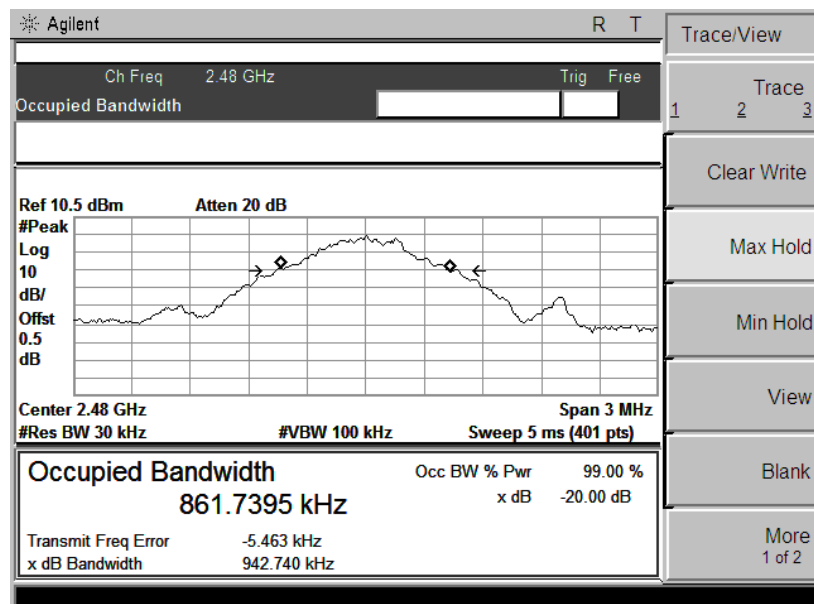 Agilent R T
Ch Freq 2.48 GHz Trig Free
Occupied Bandwidth
Ref 10.5 dBm Atten 20 dB
#Peak
Log
10
dB/
Offst
0.5
dB
Center 2.48 GHz Span 3 MHz
#Res BW 30 kHz #VBW 100 kHz Sweep 5 ms (401 pts)
Occupied Bandwidth Occ BW % Pwr 99.00 %
861.7395 kHz x dB -20.00 dB
Transmit Freq Error -5.463 kHz
x dB Bandwidth 942.740 kHz
Trace/View
Trace
1 2 3
Clear Write
Max Hold
Min Hold
View
Blank
More
1 of 2